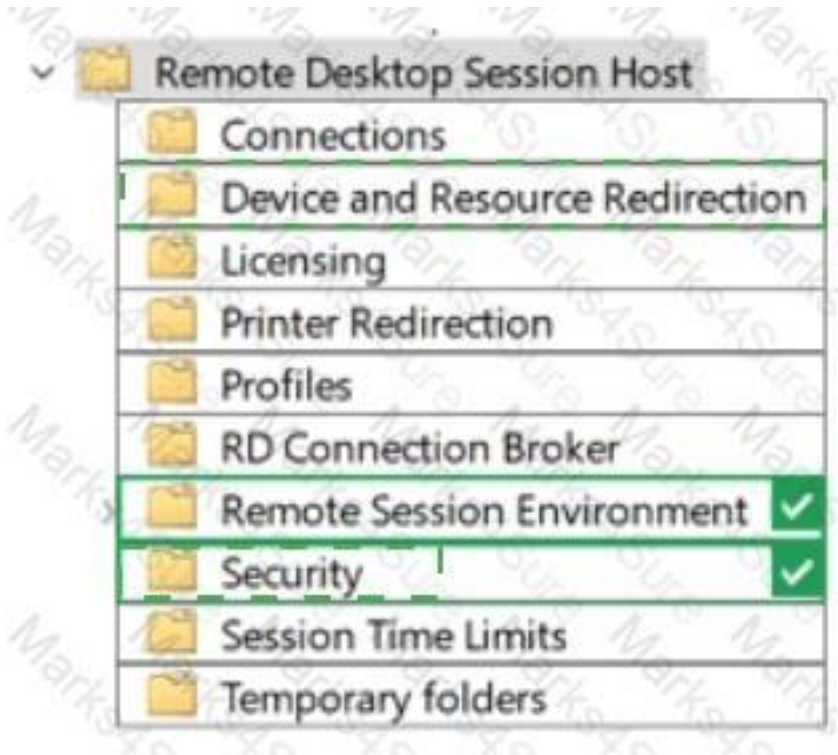 Remote Desktop Session Host
Connections
Device and Resource Redirection
Licensing
Printer Redirection
Profiles
RD Connection Broker
Remote Session Environment
Security
Session Time Limits
Temporary folders
Marks4Sure